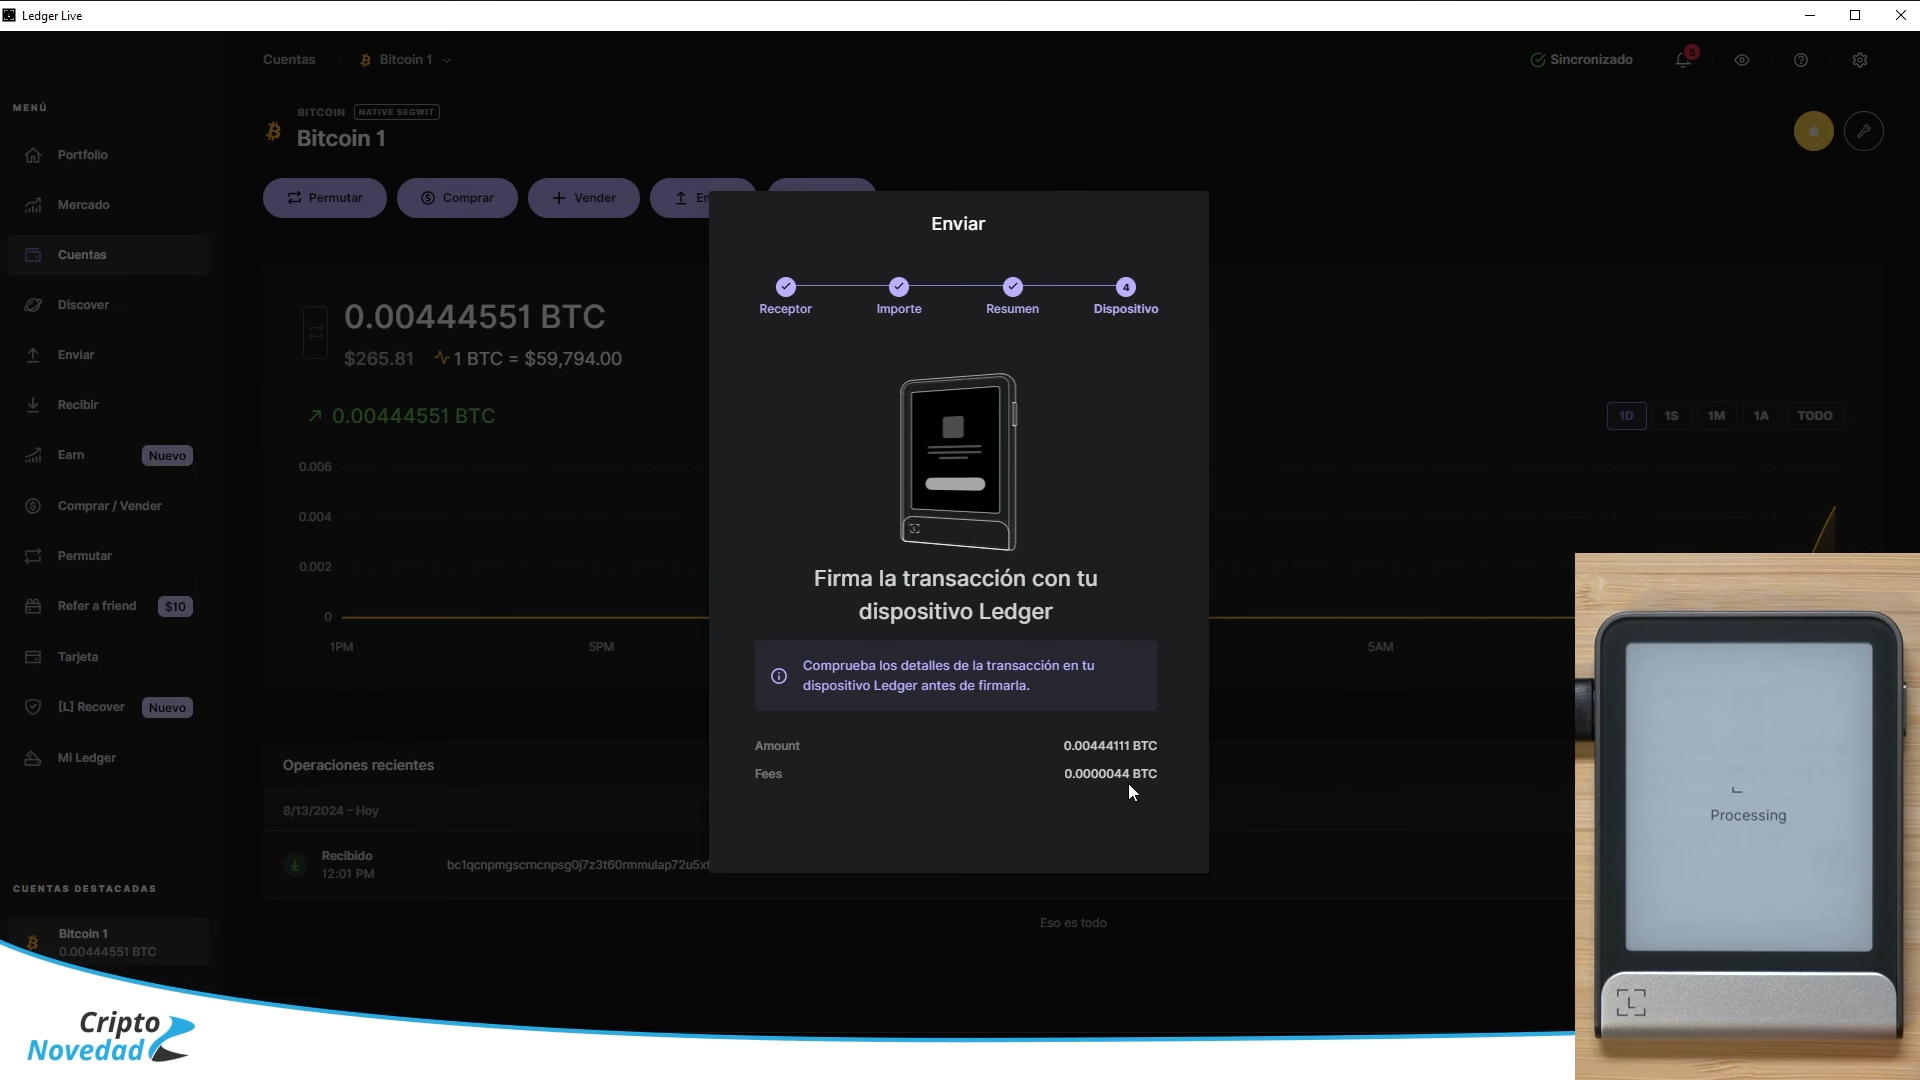 Ledger Live
Cuentas
Bitcoin 1
Sincronizado
MENÚ
BITCOIN
NATIVE SEGWIT
Bitcoin 1
Portfolio
Mercado
Cuentas
Discover
Enviar
Recibir
Earn
Nuevo
Comprar / Vender
Permutar
Refer a friend
$10
Tarjeta
[L] Recover
Nuevo
Mi Ledger
CUENTAS DESTACADAS
Bitcoin 1
0.00444551 BTC
Permutar
Comprar
Vender
En
0.00444551 BTC
$265.81
1 BTC = $59,794.00
0.00444551 BTC
1D
1S
1M
1A
TODO
0.006
0.004
0.002
0
1PM
5PM
5AM
Operaciones recientes
8/13/2024 – Hoy
Recibido
12:01 PM
Eso es todo
Enviar
4
Receptor
Importe
Resumen
Dispositivo
Firma la transacción con tu
dispositivo Ledger
Comprueba los detalles de la transacción en tu
dispositivo Ledger antes de firmarla.
Amount
0.00444111 BTC
Fees
0.0000044 BTC
Processing
Cripto
Novedad